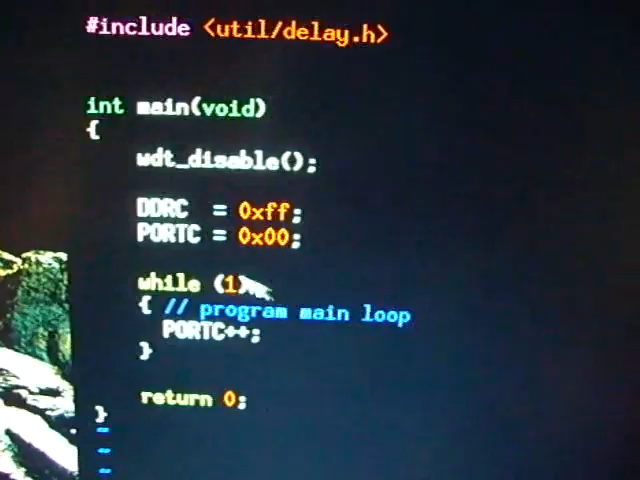 #include <util/delay.h>
int main(void)
{
wdt_disable();
DDRC = 0xff;
PORTC = 0x00;
while (1)
{ // program main loop
PORTC++;
}
return 0;
}
~
~
~